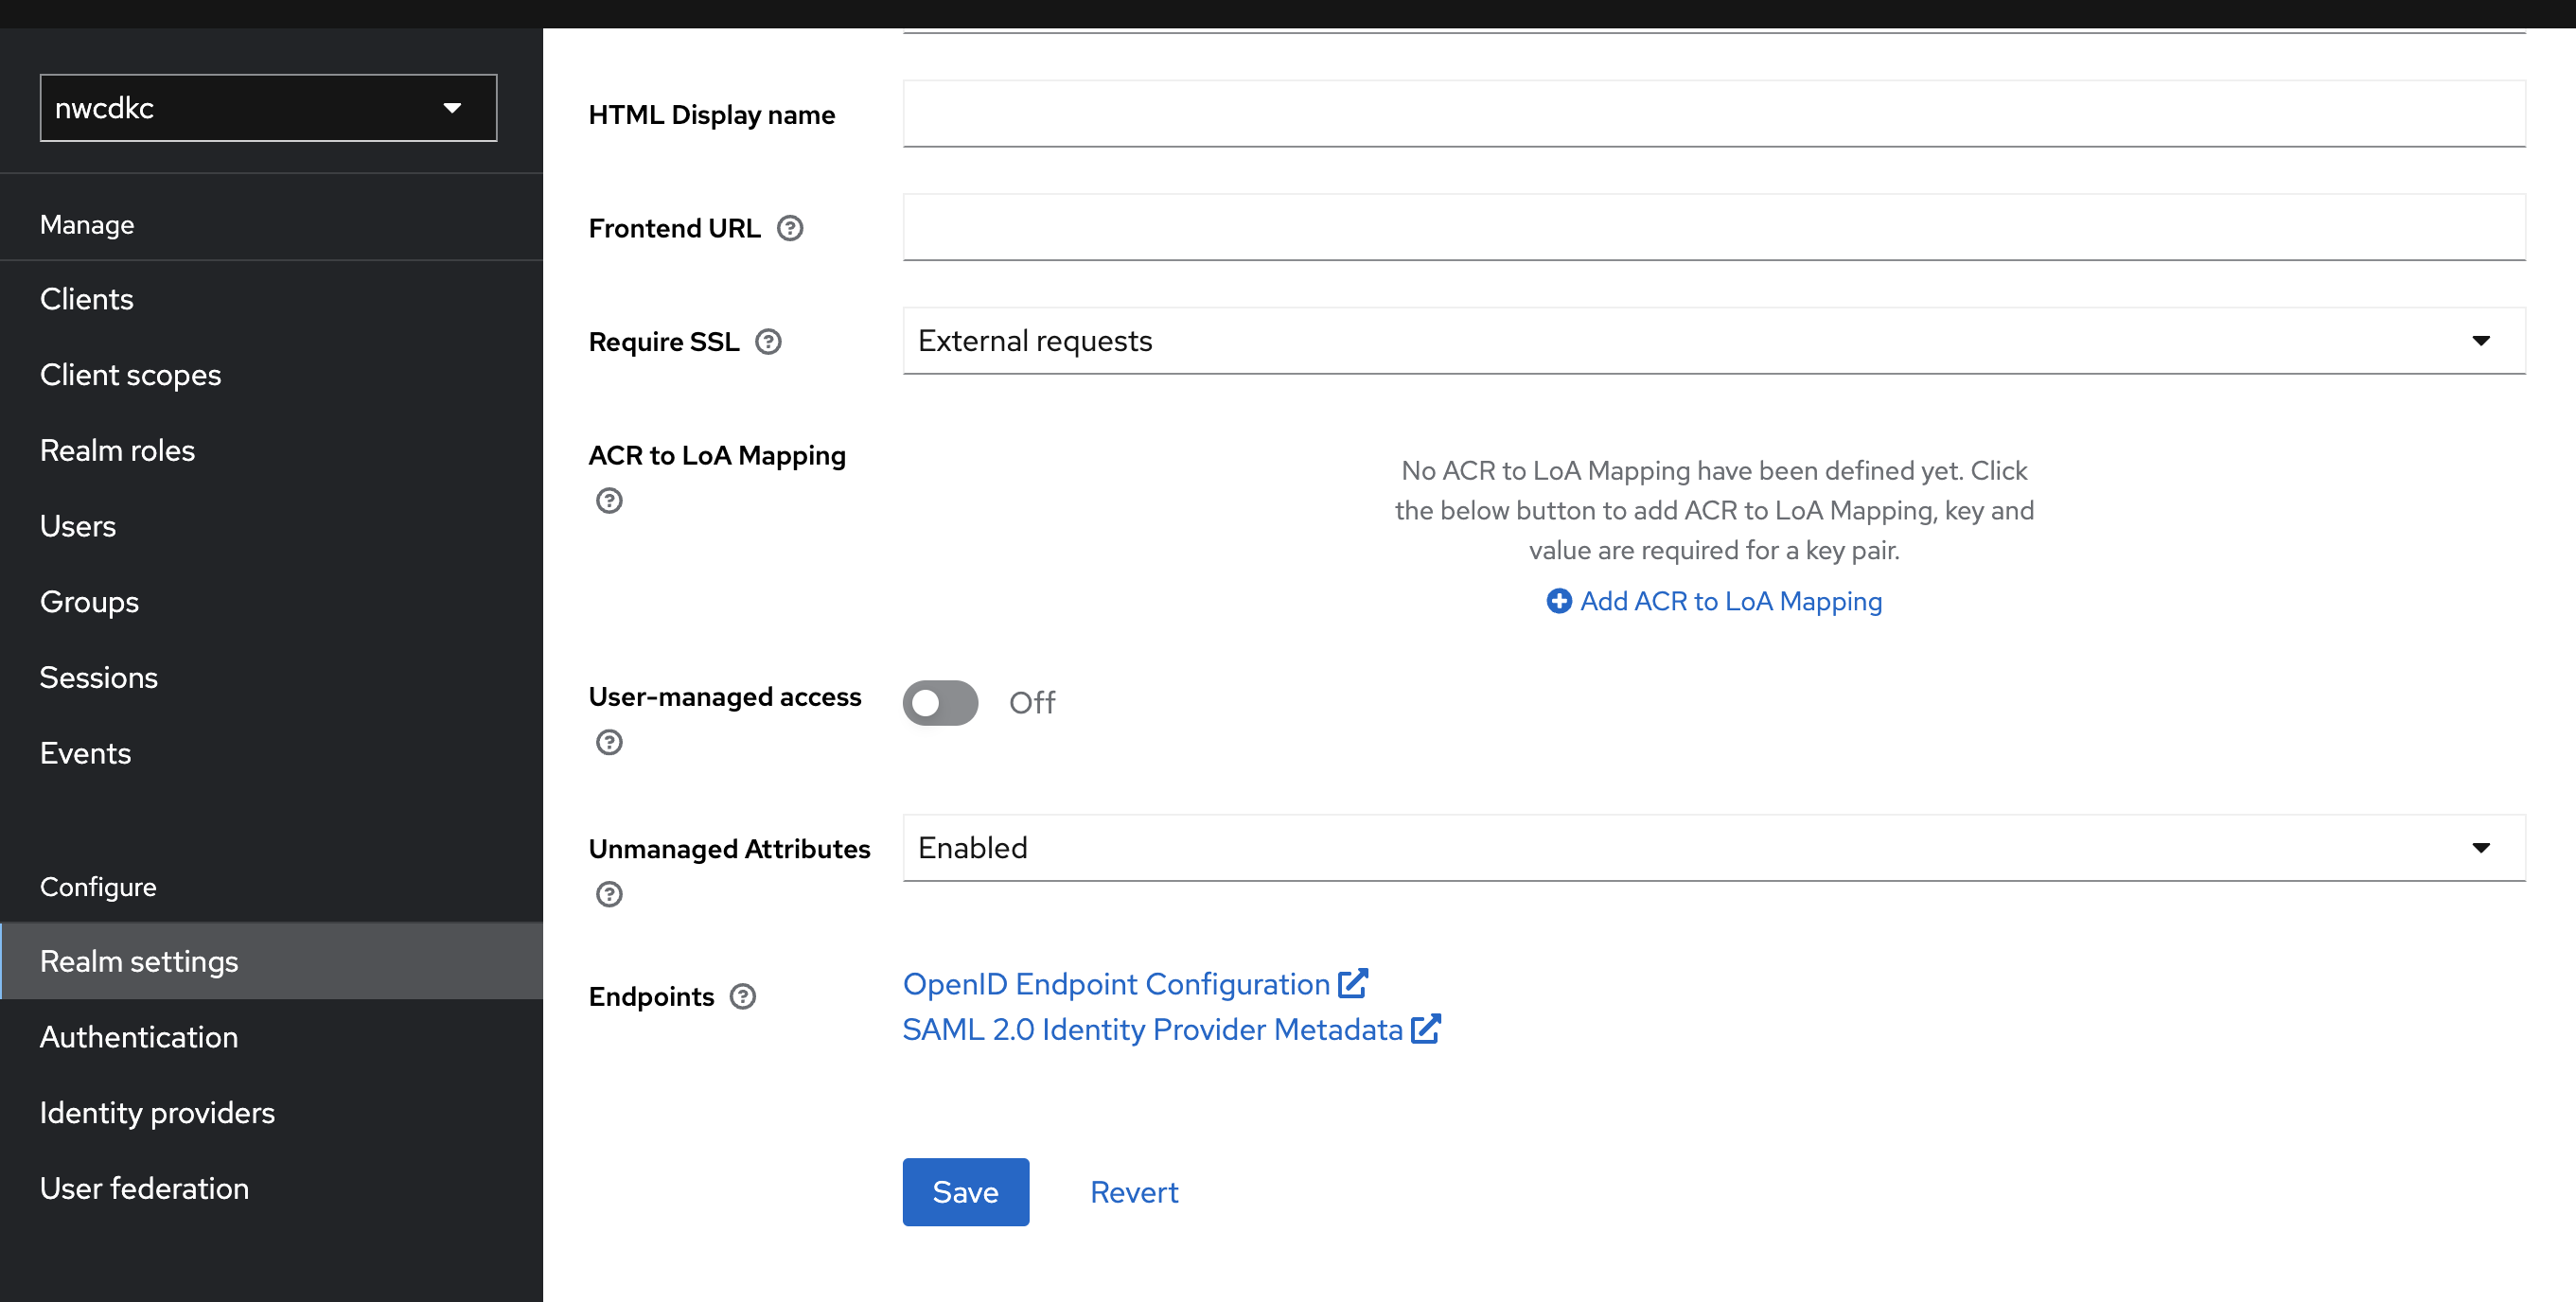 nwcdkc
Manage
Clients
Client scopes
Realm roles
Users
Groups
Sessions
Events
Configure
Realm settings
Authentication
Identity providers
User federation
HTML Display name
Frontend URL
Require SSL
External requests
ACR to LoA Mapping
No ACR to LoA Mapping have been defined yet. Click
the below button to add ACR to LoA Mapping, key and
value are required for a key pair.
Add ACR to LoA Mapping
User-managed access
Off
Unmanaged Attributes
Enabled
Endpoints
OpenID Endpoint Configuration
SAML 2.0 Identity Provider Metadata
Save
Revert